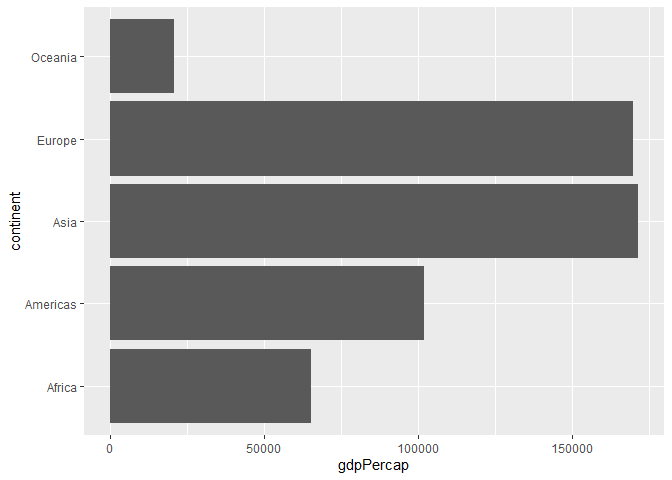 Oceania
Europe
Asia
Americas
Africa
continent
0 50000 100000 150000
gdpPercap